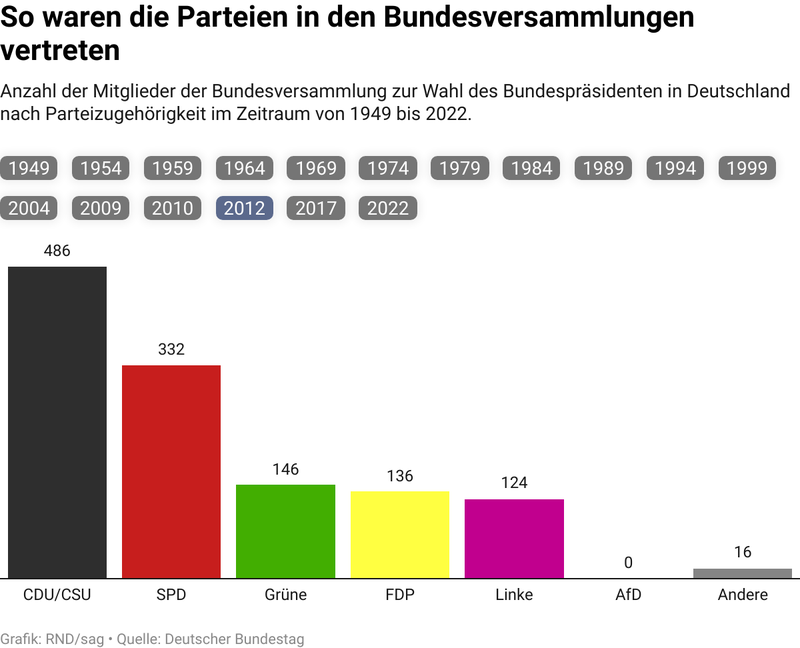 So waren die Parteien in den Bundesversammlungen
vertreten
Anzahl der Mitglieder der Bundesversammlung zur Wahl des Bundespräsidenten in Deutschland
nach Parteizugehörigkeit im Zeitraum von 1949 bis 2022.
1949 1954 1959 1964 1969 1974 1979 1984 1989 1994 1999
2004 2009 2010 2012 2017 2022
486
332
146
136
124
0
16
CDU/CSU SPD Grüne FDP Linke AfD Andere
Grafik: RND/sag • Quelle: Deutscher Bundestag